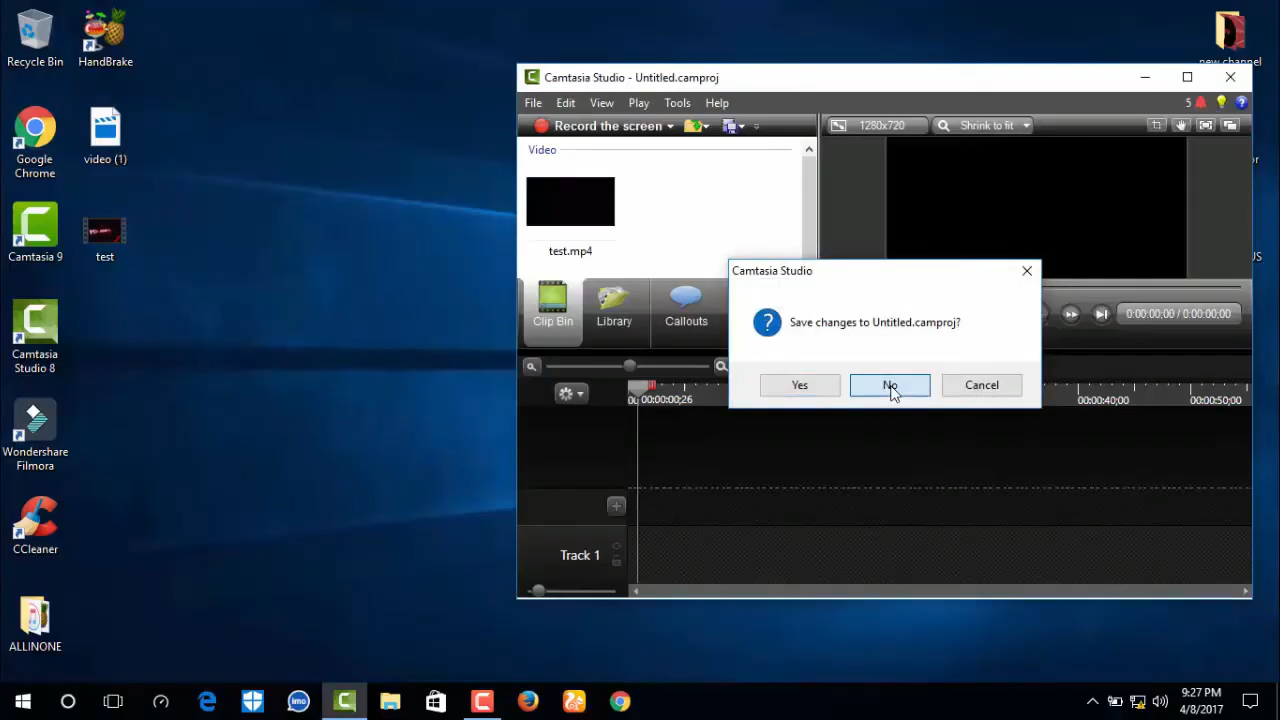 Recycle Bin
HandBrake
Google
Chrome
video (1)
Camtasia 9
test
Camtasia
Studio 8
Wondershare
Filmora
CCleaner
ALLINONE
new channel
Camtasia Studio - Untitled.camproj
File Edit View Play Tools Help
5
Record the screen
1280x720
Shrink to fit
Video
test.mp4
Clip Bin
Library
Callouts
0:00:00;00 / 0:00:00;00
Camtasia Studio
Save changes to Untitled.camproj?
Yes
No
Cancel
00:00:00;26
00:00:40;00
00:00:50;00
Track 1
imo
9:27 PM
4/8/2017